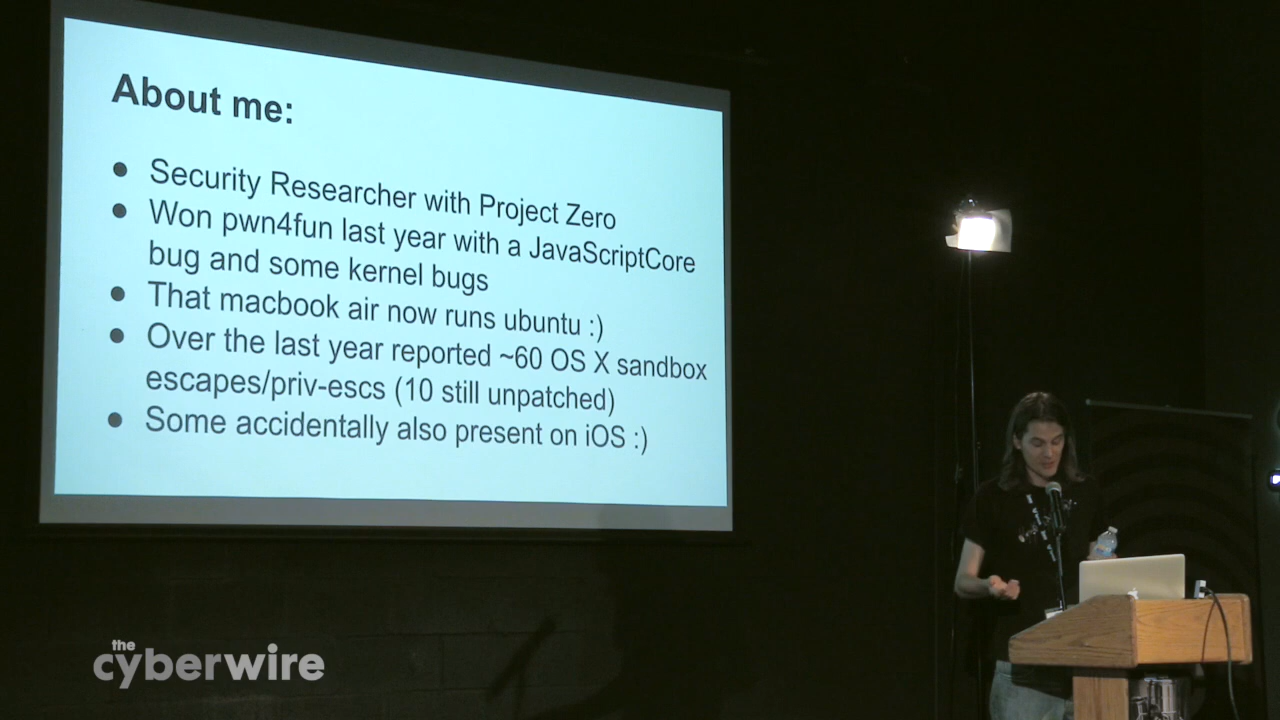 About me:
● Security Researcher with Project Zero
● Won pwn4fun last year with a JavaScriptCore
bug and some kernel bugs
● That macbook air now runs ubuntu :)
● Over the last year reported ~60 OS X sandbox
escapes/priv-escs (10 still unpatched)
● Some accidentally also present on iOS :)
the
cyberwire